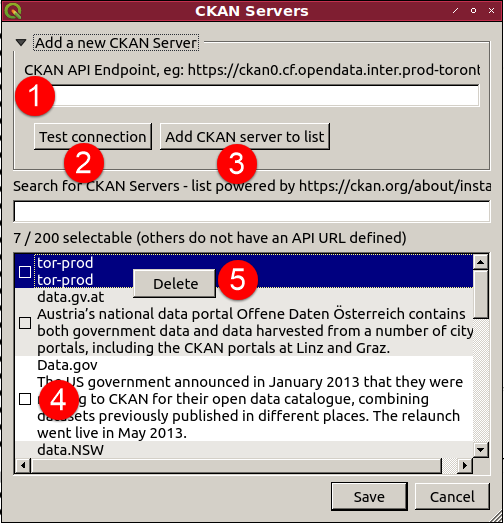 CKAN Servers
Add a new CKAN Server
CKAN API Endpoint, eg: https://ckan0.cf.opendata.inter.prod-toront
1
Test connection
Add CKAN server to list
2
3
Search for CKAN Servers - list powered by https://ckan.org/about/insta
7 / 200 selectable (others do not have an API URL defined)
tor-prod
tor-prod
Delete
5
data.gv.at
Austria's national data portal Offene Daten Österreich contains
both government data and data harvested from a number of city
portals, including the CKAN portals at Linz and Graz.
Data.gov
The US government announced in January 2013 that they were
4
to CKAN for their open data catalogue, combining
datasets previously published in different places. The relaunch
went live in May 2013.
data.NSW
Save
Cancel